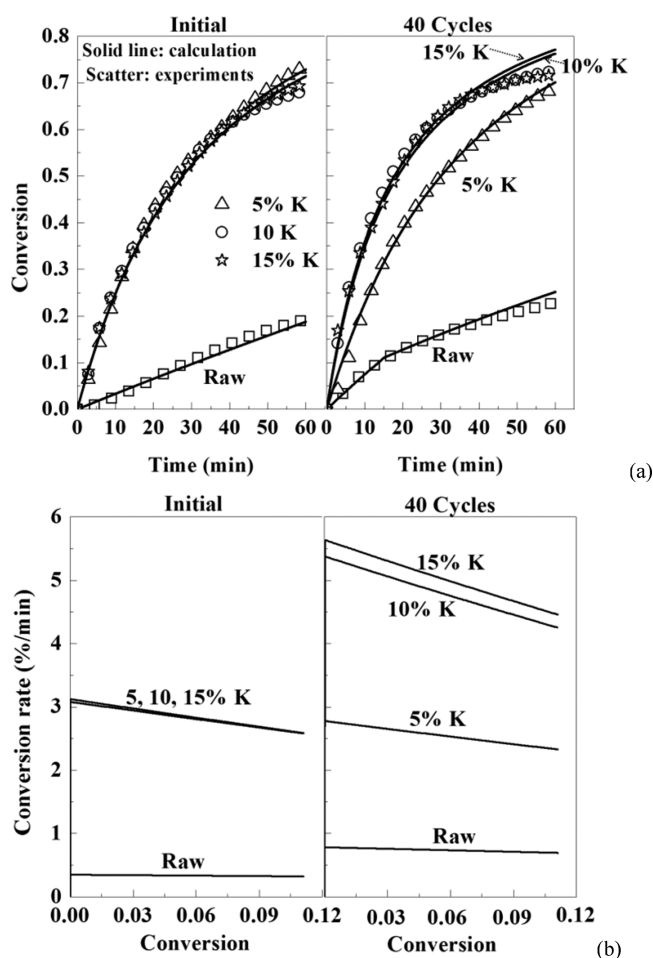 Initial
40 Cycles
Solid line: calculation
Scatter: experiments
15% K
10% K
5% K
5% K
10 K
15% K
Raw
Raw
Conversion
0.8
0.7
0.6
0.5
0.4
0.3
0.2
0.1
0.0
0 10 20 30 40 50 60
0 10 20 30 40 50 60
Time (min)
Time (min)
(a)
Initial
40 Cycles
15% K
10% K
5, 10, 15% K
5% K
Raw
Raw
Conversion rate (%/min)
6
5
4
3
2
1
0
0.00 0.03 0.06 0.09 0.12
0.03 0.06 0.09 0.12
Conversion
Conversion
(b)